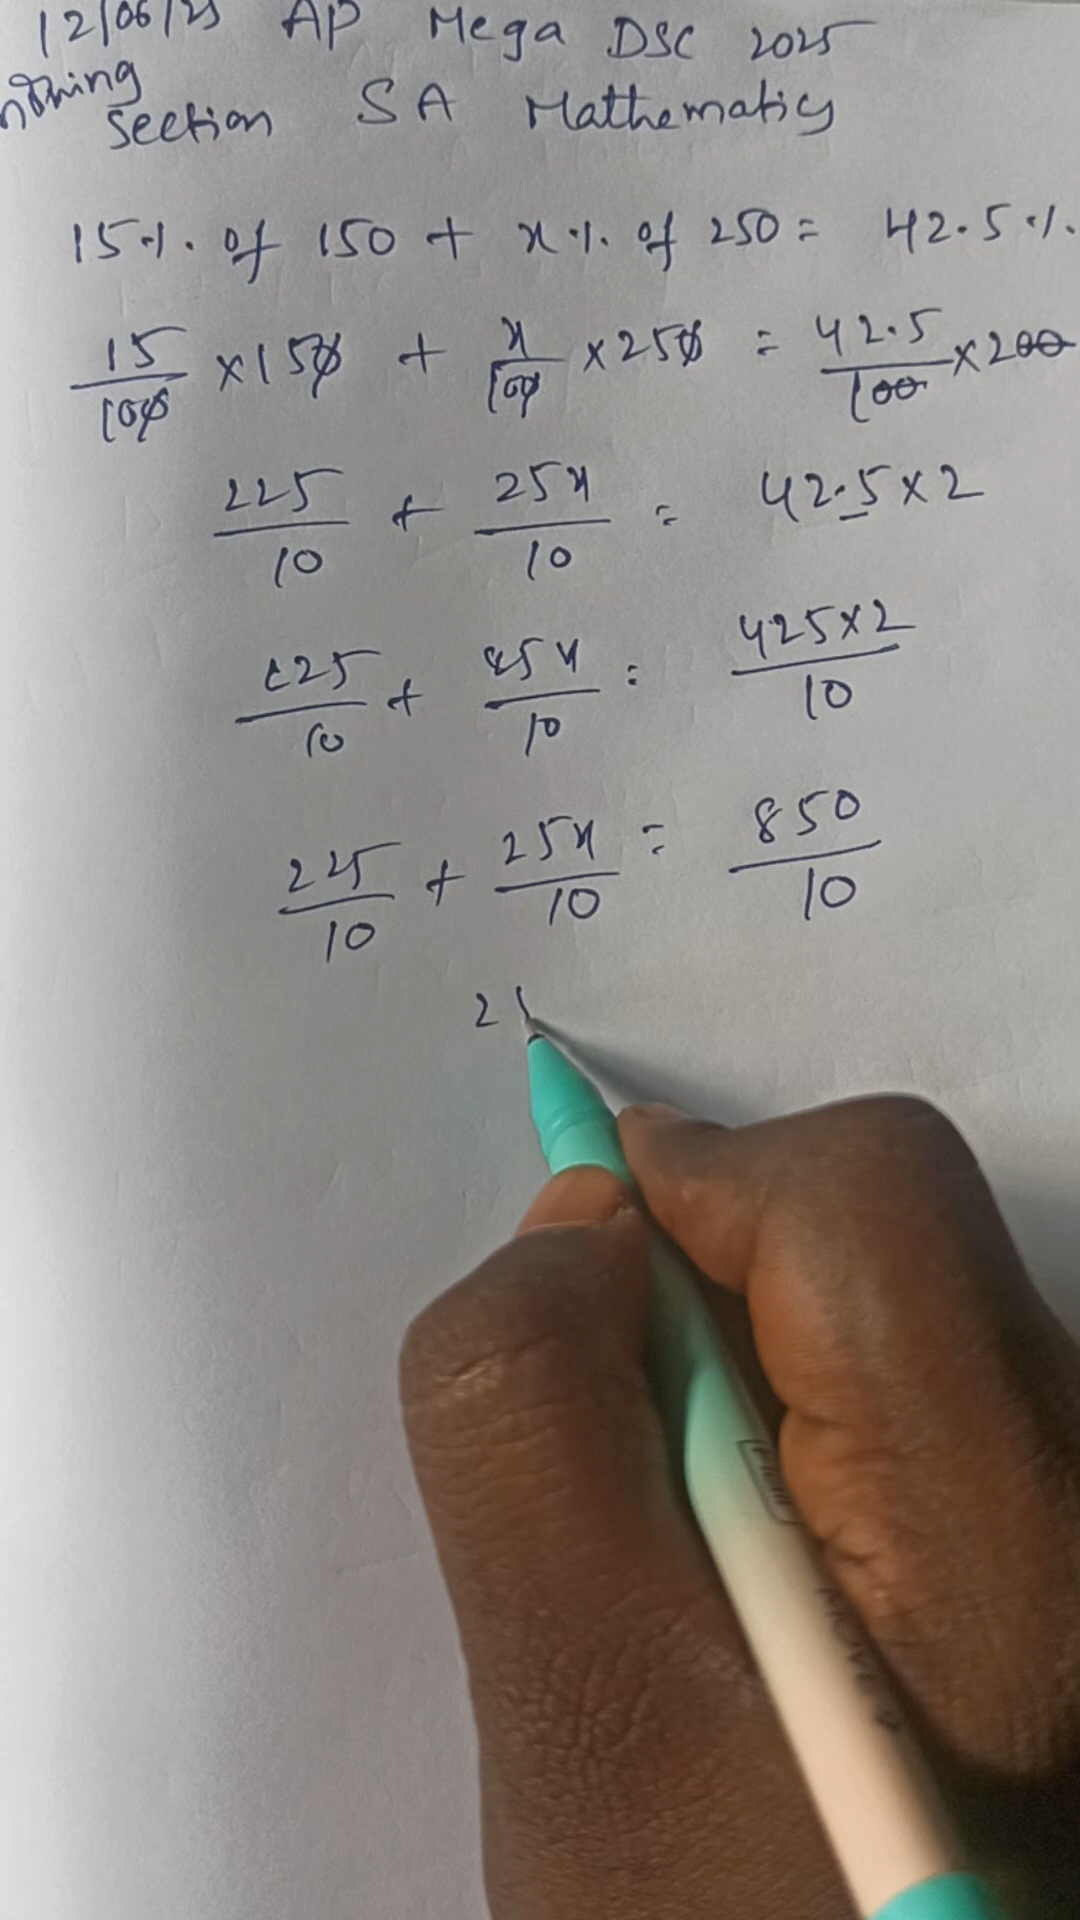 12/06/25 AP Mega DSC 2025
morning
section SA Mathematics
15%. of 150 + x%. of 250 = 42.5%.
15/100 ×150 + x/100 ×250 = 42.5/100 ×200
225/10 + 25x/10 = 42.5×2
225/10 + 25x/10 = 425×2/10
225/10 + 25x/10 = 850/10
2